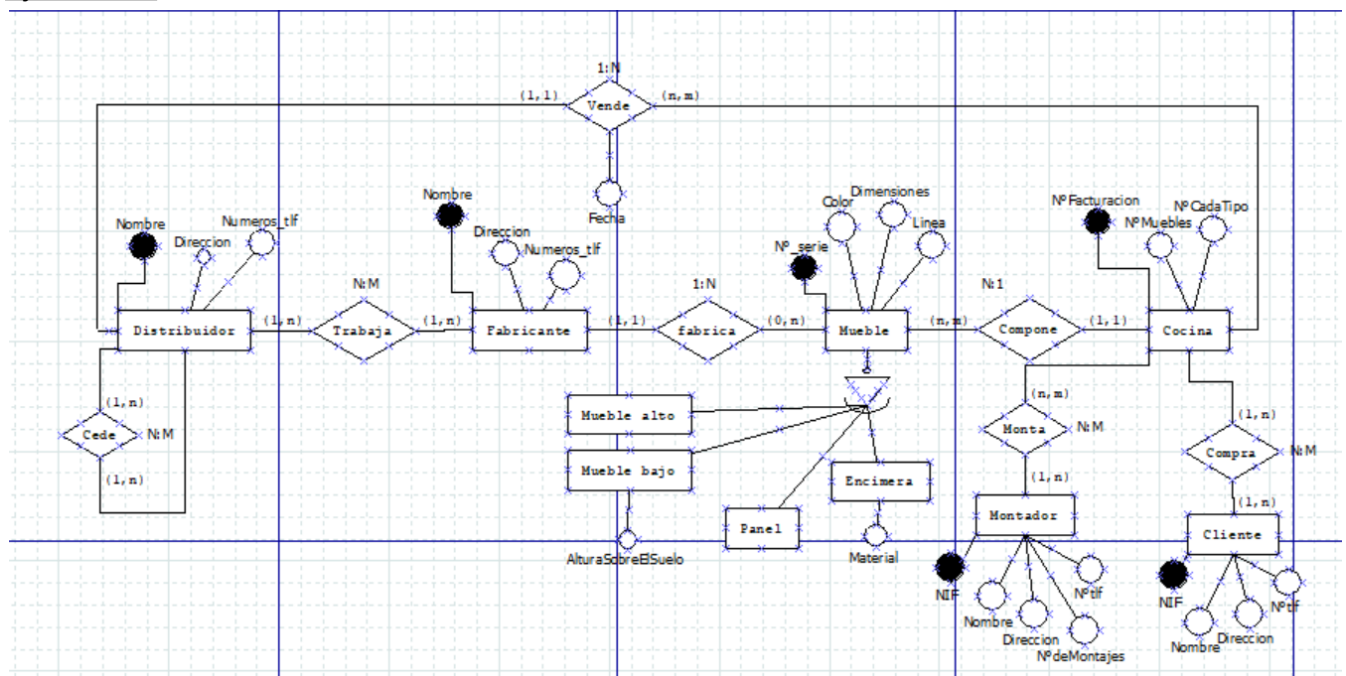 1:N
(1,1)
Vende
(n,m)
Fecha
Nombre
Direccion
Numeros_tlf
Nombre
Direccion
Numeros_tlf
Nº_serie
Color
Dimensiones
Linea
NºFacturacion
NºMuebles
NºCadaTipo
Distribuidor
(1,n)
N:M
Trabaja
(1,n)
Fabricante
(1,1)
1:N
fabrica
(0,n)
Mueble
(n,m)
N:1
Compone
(1,1)
Cocina
(1,n)
Cede
N:M
(1,n)
Mueble alto
Mueble bajo
AlturaSobreElSuelo
Panel
Encimera
Material
(n,m)
Monta
N:M
(1,n)
Montador
NIF
Nombre
Direccion
NºdeMontajes
Nºtlf
(1,n)
Compra
N:M
(1,n)
Cliente
NIF
Nombre
Direccion
Nºtlf